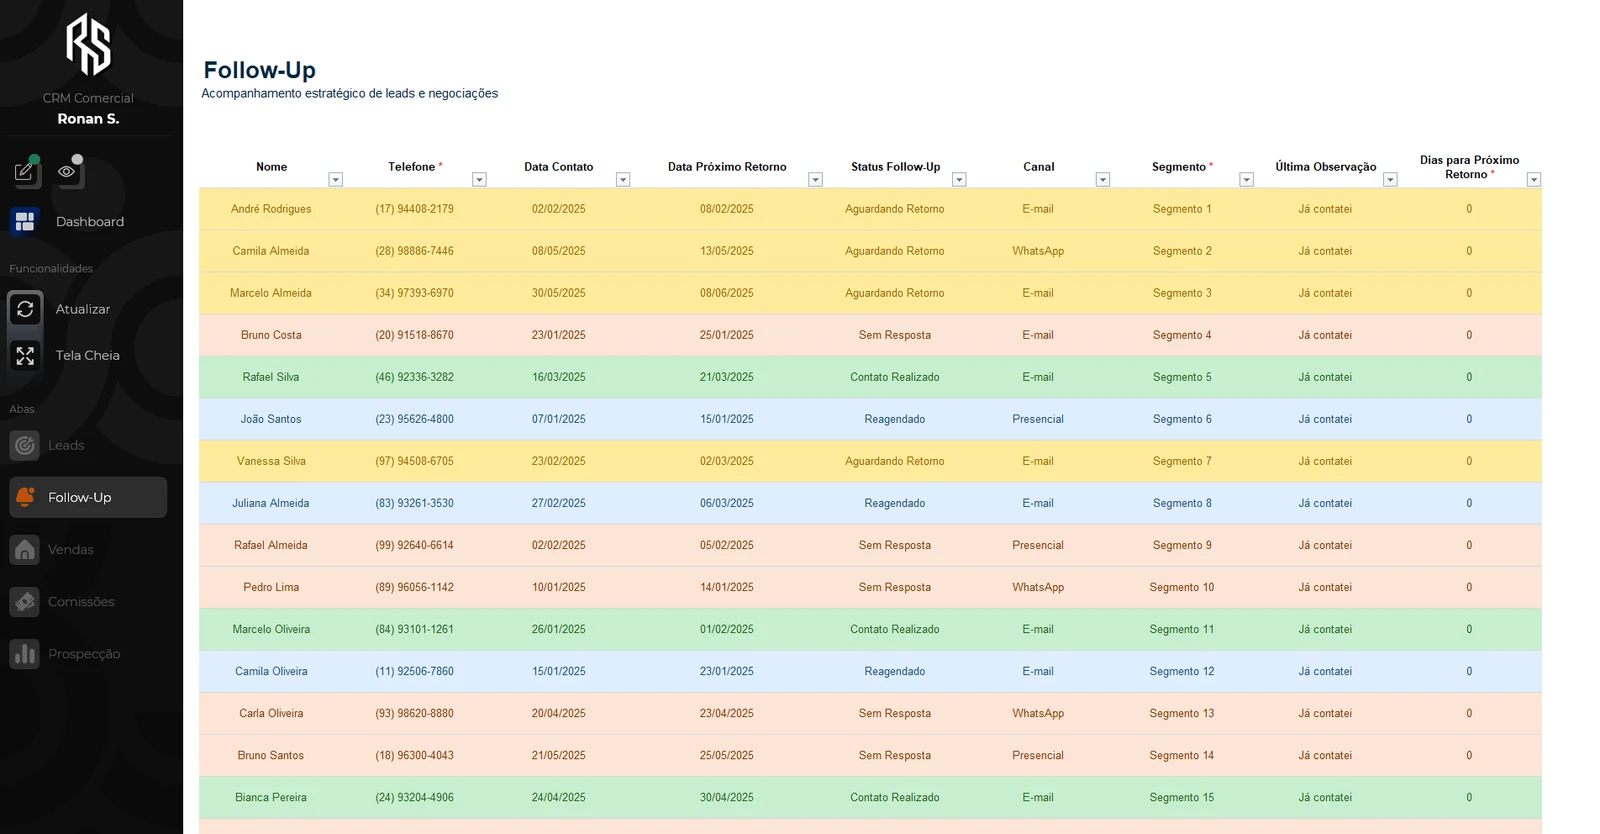 RS
CRM Comercial
Ronan S.
Dashboard
Funcionalidades
Atualizar
Tela Cheia
Abas
Leads
Follow-Up
Vendas
Comissões
Prospecção
Follow-Up
Acompanhamento estratégico de leads e negociações
Nome Telefone * Data Contato Data Próximo Retorno Status Follow-Up Canal Segmento * Última Observação Dias para Próximo Retorno *
André Rodrigues (17) 94408-2179 02/02/2025 08/02/2025 Aguardando Retorno E-mail Segmento 1 Já contatei 0
Camila Almeida (28) 98886-7446 08/05/2025 13/05/2025 Aguardando Retorno WhatsApp Segmento 2 Já contatei 0
Marcelo Almeida (34) 97393-6970 30/05/2025 08/06/2025 Aguardando Retorno E-mail Segmento 3 Já contatei 0
Bruno Costa (20) 91518-8670 23/01/2025 25/01/2025 Sem Resposta E-mail Segmento 4 Já contatei 0
Rafael Silva (46) 92336-3282 16/03/2025 21/03/2025 Contato Realizado E-mail Segmento 5 Já contatei 0
João Santos (23) 95626-4800 07/01/2025 15/01/2025 Reagendado Presencial Segmento 6 Já contatei 0
Vanessa Silva (97) 94508-6705 23/02/2025 02/03/2025 Aguardando Retorno E-mail Segmento 7 Já contatei 0
Juliana Almeida (83) 93261-3530 27/02/2025 06/03/2025 Reagendado E-mail Segmento 8 Já contatei 0
Rafael Almeida (99) 92640-6614 02/02/2025 05/02/2025 Sem Resposta Presencial Segmento 9 Já contatei 0
Pedro Lima (89) 96056-1142 10/01/2025 14/01/2025 Sem Resposta WhatsApp Segmento 10 Já contatei 0
Marcelo Oliveira (84) 93101-1261 26/01/2025 01/02/2025 Contato Realizado E-mail Segmento 11 Já contatei 0
Camila Oliveira (11) 92506-7860 15/01/2025 23/01/2025 Reagendado E-mail Segmento 12 Já contatei 0
Carla Oliveira (93) 98620-8880 20/04/2025 23/04/2025 Sem Resposta WhatsApp Segmento 13 Já contatei 0
Bruno Santos (18) 96300-4043 21/05/2025 25/05/2025 Sem Resposta Presencial Segmento 14 Já contatei 0
Bianca Pereira (24) 93204-4906 24/04/2025 30/04/2025 Contato Realizado E-mail Segmento 15 Já contatei 0